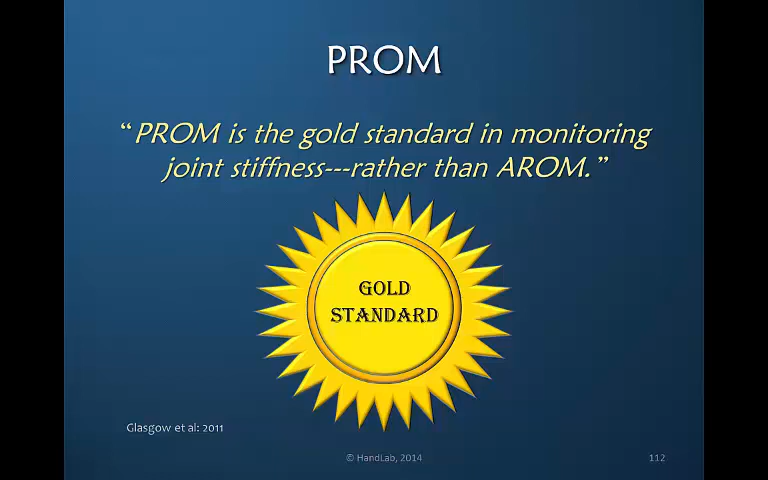 PROM
“PROM is the gold standard in monitoring
joint stiffness---rather than AROM.”
GOLD
STANDARD
Glasgow et al: 2011
© HandLab, 2014
112